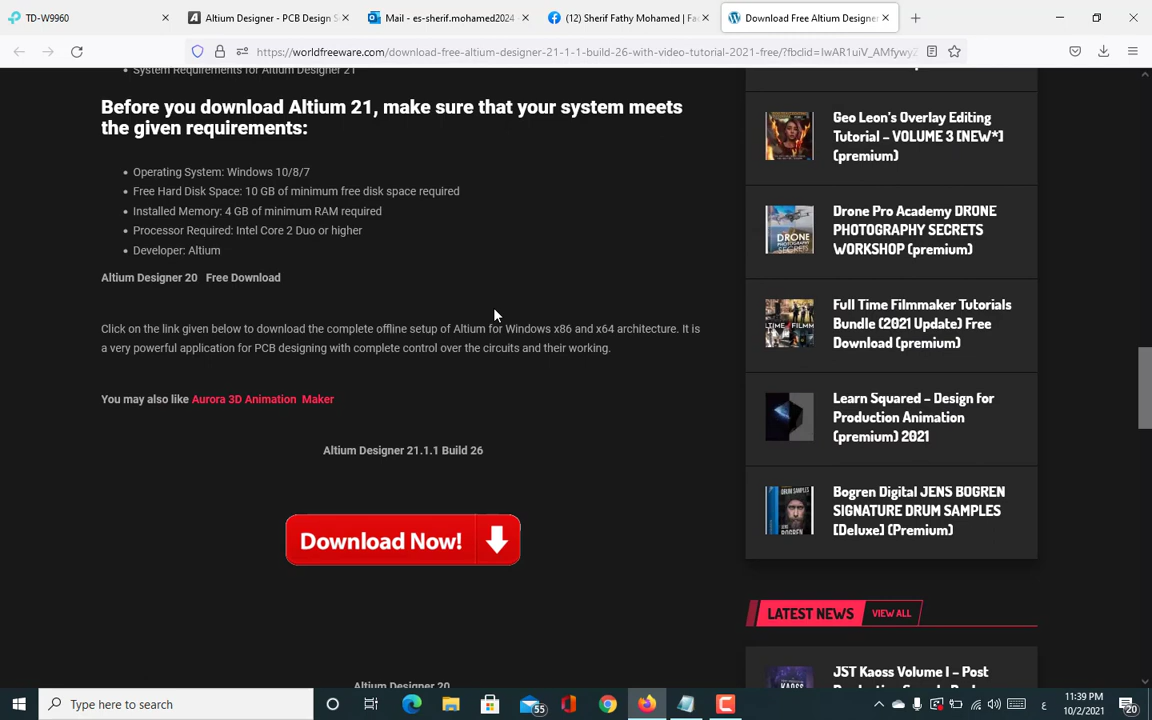 TD-W9960
Altium Designer - PCB Design S
Mail - es-sherif.mohamed2024 -
(12) Sherif Fathy Mohamed | Fa
Download Free Altium Designer
https://worldfreeware.com/download-free-altium-designer-21-1-1-build-26-with-video-tutorial-2021-free/?fbclid=IwAR1uiV_AMfywyZ
System Requirements for Altium Designer 21
Before you download Altium 21, make sure that your system meets
the given requirements:
Operating System: Windows 10/8/7
Free Hard Disk Space: 10 GB of minimum free disk space required
Installed Memory: 4 GB of minimum RAM required
Processor Required: Intel Core 2 Duo or higher
Developer: Altium
Altium Designer 20 Free Download
Click on the link given below to download the complete offline setup of Altium for Windows x86 and x64 architecture. It is
a very powerful application for PCB designing with complete control over the circuits and their working.
You may also like Aurora 3D Animation Maker
Altium Designer 21.1.1 Build 26
Download Now!
Altium Designer 20
Geo Leon's Overlay Editing
Tutorial – VOLUME 3 [NEW*]
(premium)
DRONE
PHOTOGRAPHY
SECRETS
Drone Pro Academy DRONE
PHOTOGRAPHY SECRETS
WORKSHOP (premium)
Full Time Filmmaker Tutorials
Bundle (2021 Update) Free
Download (premium)
Learn Squared – Design for
Production Animation
(premium) 2021
Bogren Digital JENS BOGREN
SIGNATURE DRUM SAMPLES
[Deluxe] (Premium)
LATEST NEWS
VIEW ALL
KAOSS
JST Kaoss Volume I – Post
Type here to search
55
ع
11:39 PM
10/2/2021
20